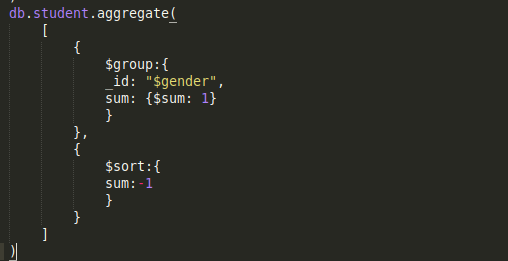 db.student.aggregate(
[
{
$group:{
_id: "$gender",
sum: {$sum: 1}
}
},
{
$sort:{
sum:-1
}
}
]
)